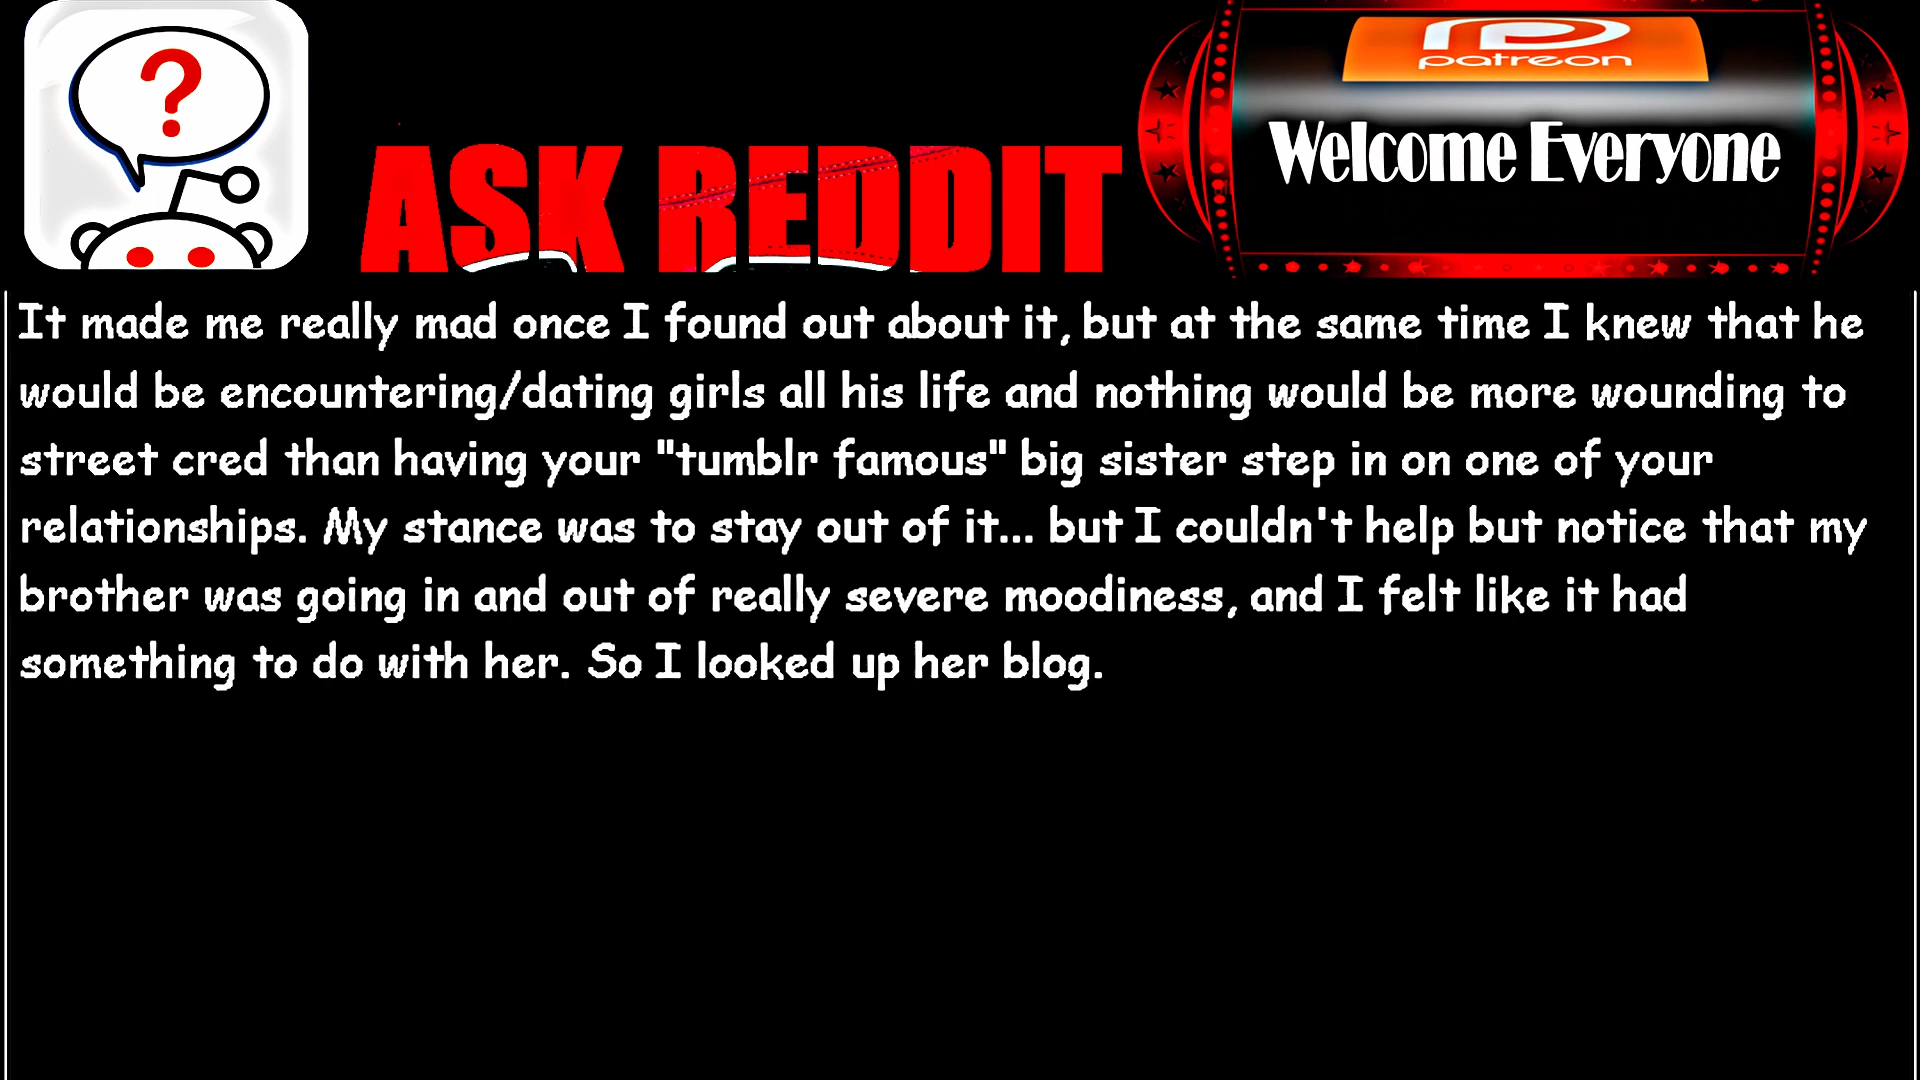 ?
ASK REDDIT
patreon
Welcome Everyone
It made me really mad once I found out about it, but at the same time I knew that he
would be encountering/dating girls all his life and nothing would be more wounding to
street cred than having your "tumblr famous" big sister step in on one of your
relationships. My stance was to stay out of it... but I couldn't help but notice that my
brother was going in and out of really severe moodiness, and I felt like it had
something to do with her. So I looked up her blog.